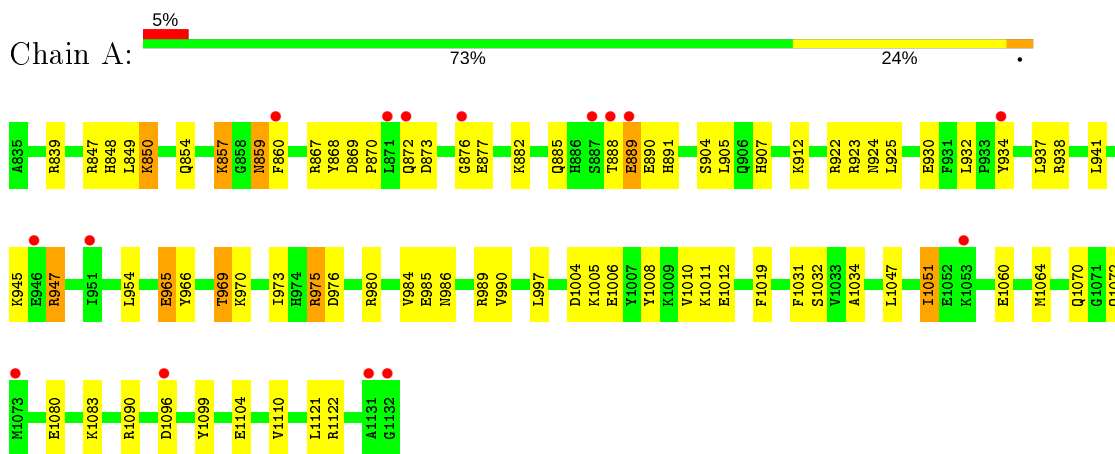 5%
Chain A:
73% 24% •
A835 R839 R847 H848 L849 K850 Q854 K857 G858 N859 F860 R867 Y868 D869 P870 L871 Q872 D873 G876 E877 K882 Q885 H886 S887 T888 E889 E890 H891 S904 L905 Q906 H907 K912 R922 R923 N924 L925 E930 F931 L932 P933 Y934 L937 R938 L941
K945 E946 R947 I951 L954 E965 Y966 T969 K970 I973 H974 R975 D976 R980 V984 E985 N986 R989 V990 L997 D1004 K1005 E1006 Y1007 Y1008 K1009 V1010 K1011 E1012 F1019 F1031 S1032 V1033 A1034 L1047 I1051 E1052 K1053 E1060 M1064 Q1070 G1071
M1073 E1080 K1083 R1090 D1096 Y1099 E1104 V1110 L1121 R1122 A1131 G1132